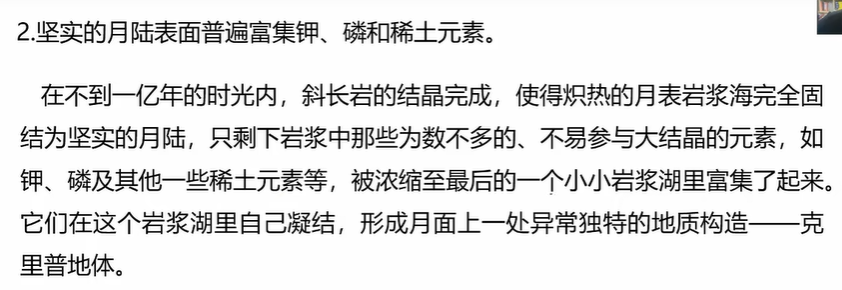 2.坚实的月陆表面普遍富集钾、磷和稀土元素。
在不到一亿年的时光内，斜长岩的结晶完成，使得炽热的月表岩浆海完全固
结为坚实的月陆，只剩下岩浆中那些为数不多的、不易参与大结晶的元素，如
钾、磷及其他一些稀土元素等，被浓缩至最后的一个小小岩浆湖里富集了起来。
它们在这个岩浆湖里自己凝结，形成月面上一处异常独特的地质构造——克
里普地体。